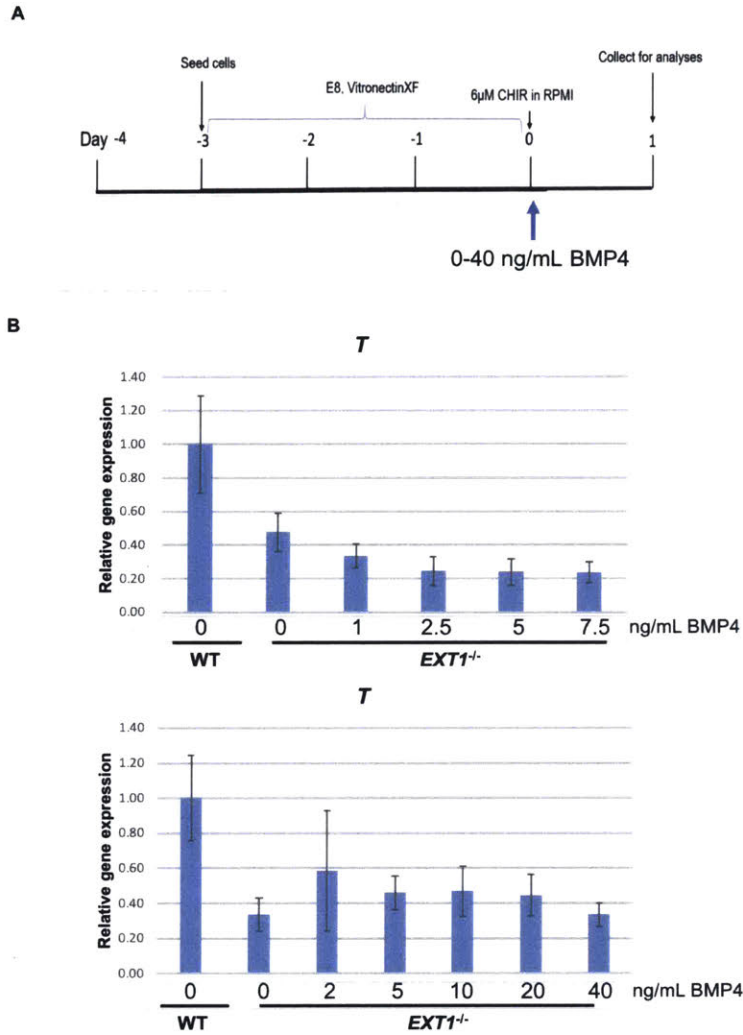 A
Seed cells
Collect for analyses
E8. VitronectinXF
6μM CHIR in RPMI
Day -4 -3 -2 -1 0 1
0-40 ng/mL BMP4
B
T
Relative gene expression
1.40
1.20
1.00
0.80
0.60
0.40
0.20
0.00
0 0 1 2.5 5 7.5 ng/mL BMP4
WT EXT1-/-
T
Relative gene expression
1.40
1.20
1.00
0.80
0.60
0.40
0.20
0.00
0 0 2 5 10 20 40 ng/mL BMP4
WT EXT1-/-